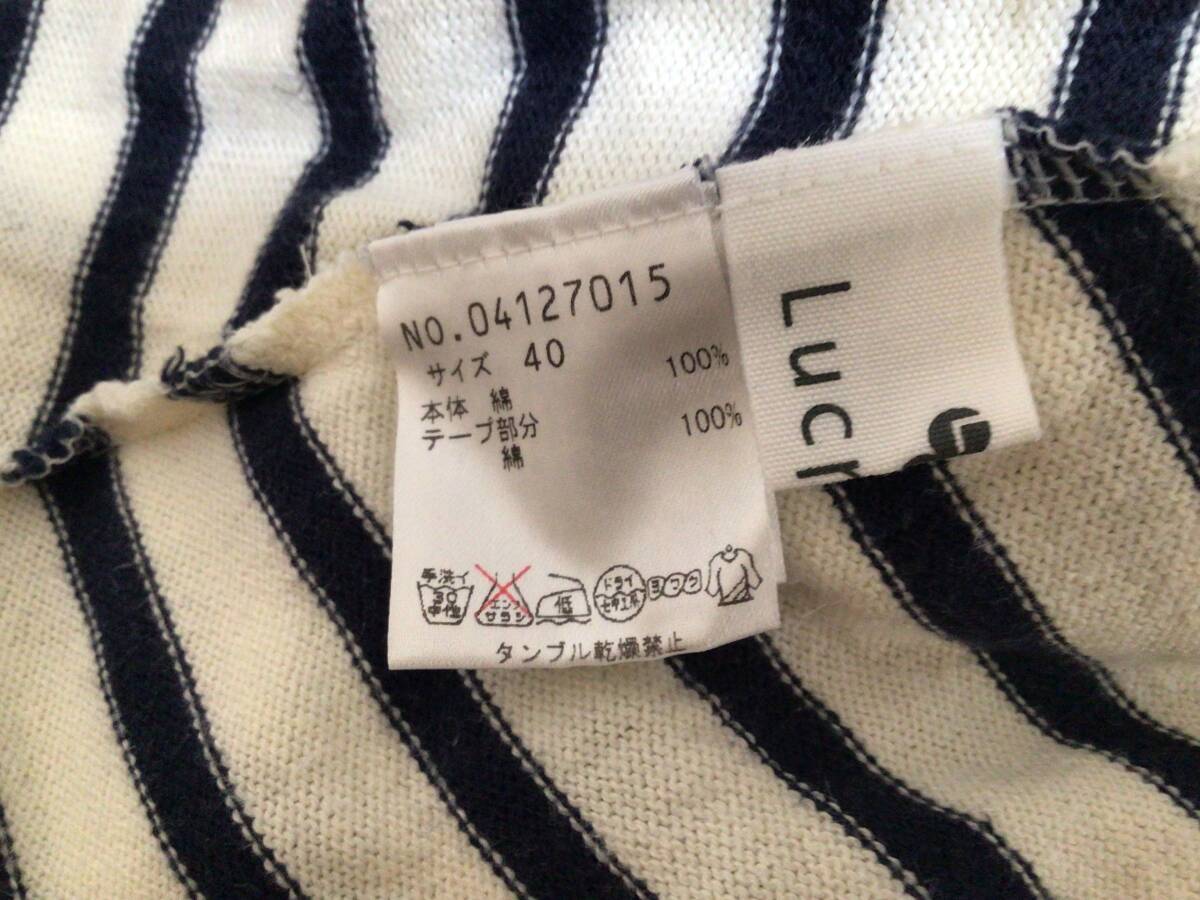 NO.04127015
サイズ 40
本体 綿 100%
テープ部分
綿 100%
手洗イ
30
中性
エンソ
サラシ
低
ドライ
セキユ系
ヨワク
タンブル乾燥禁止
Luc